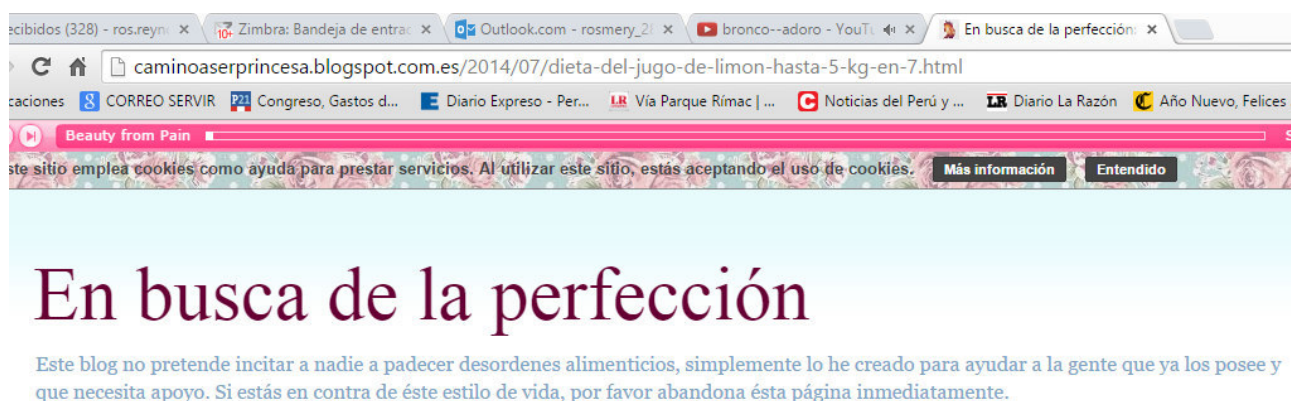 ecibidos (328) - ros.reyn
Zimbra: Bandeja de entrac
Outlook.com - rosmery_2
bronco--adoro - YouTu
En busca de la perfección:
caminoaserprincesa.blogspot.com.es/2014/07/dieta-del-jugo-de-limon-hasta-5-kg-en-7.html
caciones CORREO SERVIR Congreso, Gastos d... Diario Expreso - Per... Vía Parque Rímac | ... Noticias del Perú y ... Diario La Razón Año Nuevo, Felices
Beauty from Pain
ste sitio emplea cookies como ayuda para prestar servicios. Al utilizar este sitio, estás aceptando el uso de cookies. Más información Entendido
En busca de la perfección
Este blog no pretende incitar a nadie a padecer desordenes alimenticios, simplemente lo he creado para ayudar a la gente que ya los posee y
que necesita apoyo. Si estás en contra de éste estilo de vida, por favor abandona ésta página inmediatamente.